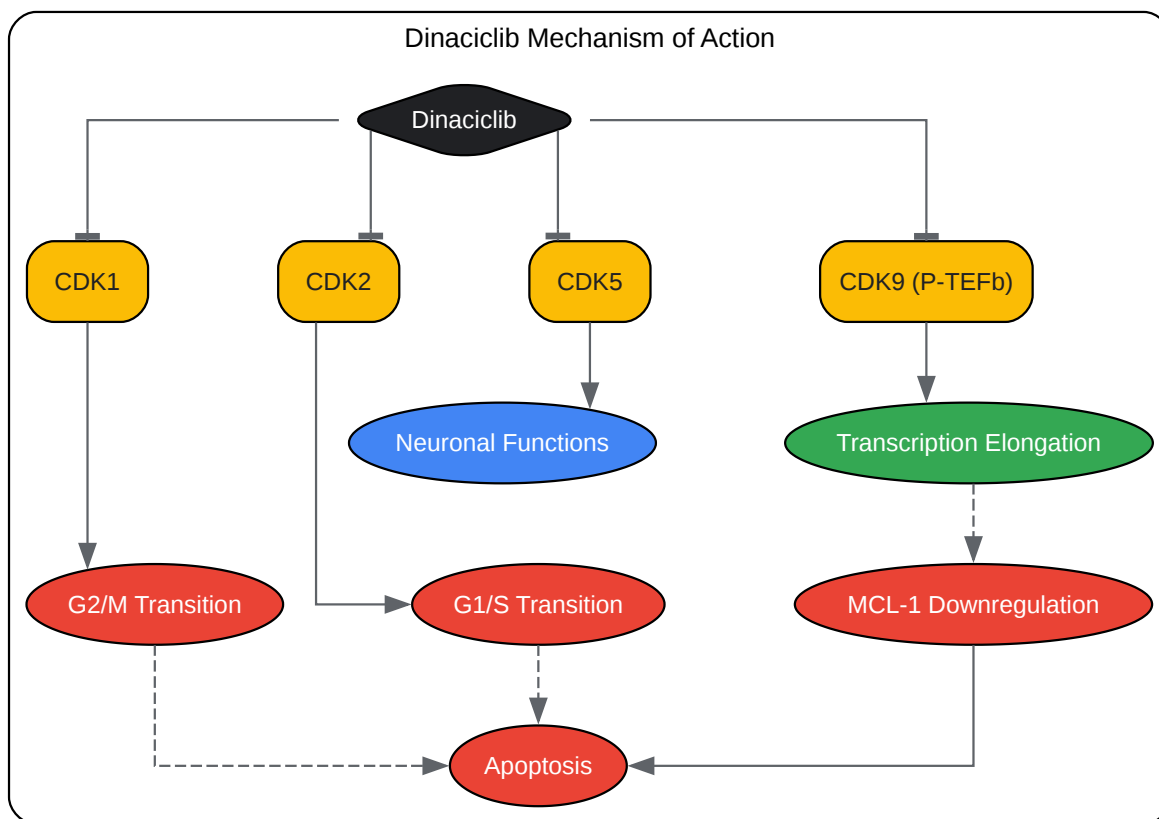 Dinaciclib Mechanism of Action
Dinaciclib
CDK1
CDK2
CDK5
CDK9 (P-TEFb)
Neuronal Functions
Transcription Elongation
G2/M Transition
G1/S Transition
MCL-1 Downregulation
Apoptosis